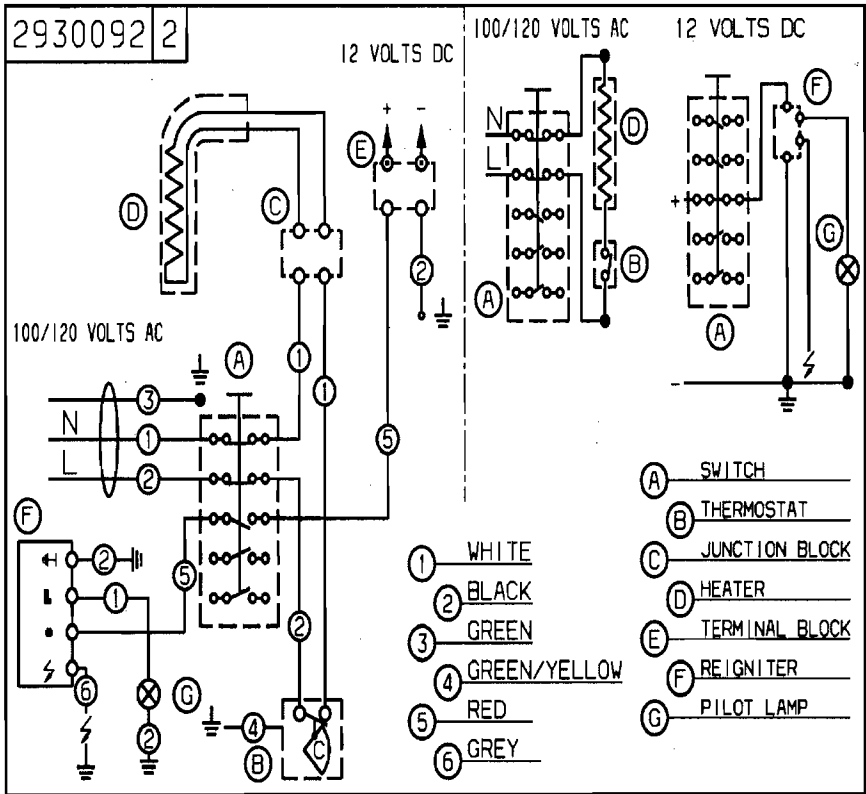 2930092 2
12 VOLTS DC
+ -
E
D
C
2
100/120 VOLTS AC
A
1
1
3
N
1
L
2
5
F
2
1
5
2
6
G
2
4
B
C
100/120 VOLTS AC
N
L
D
B
A
12 VOLTS DC
F
+
G
A
-
1 WHITE
2 BLACK
3 GREEN
4 GREEN/YELLOW
5 RED
6 GREY
A SWITCH
B THERMOSTAT
C JUNCTION BLOCK
D HEATER
E TERMINAL BLOCK
F REIGNITER
G PILOT LAMP